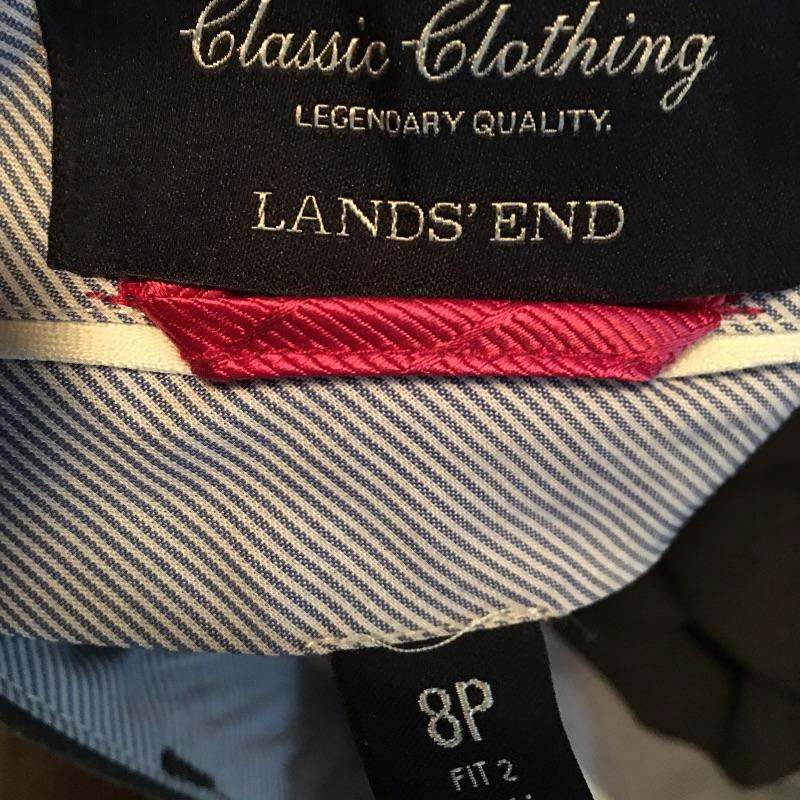 Classic Clothing
LEGENDARY QUALITY.
LANDS' END
8P
FIT 2